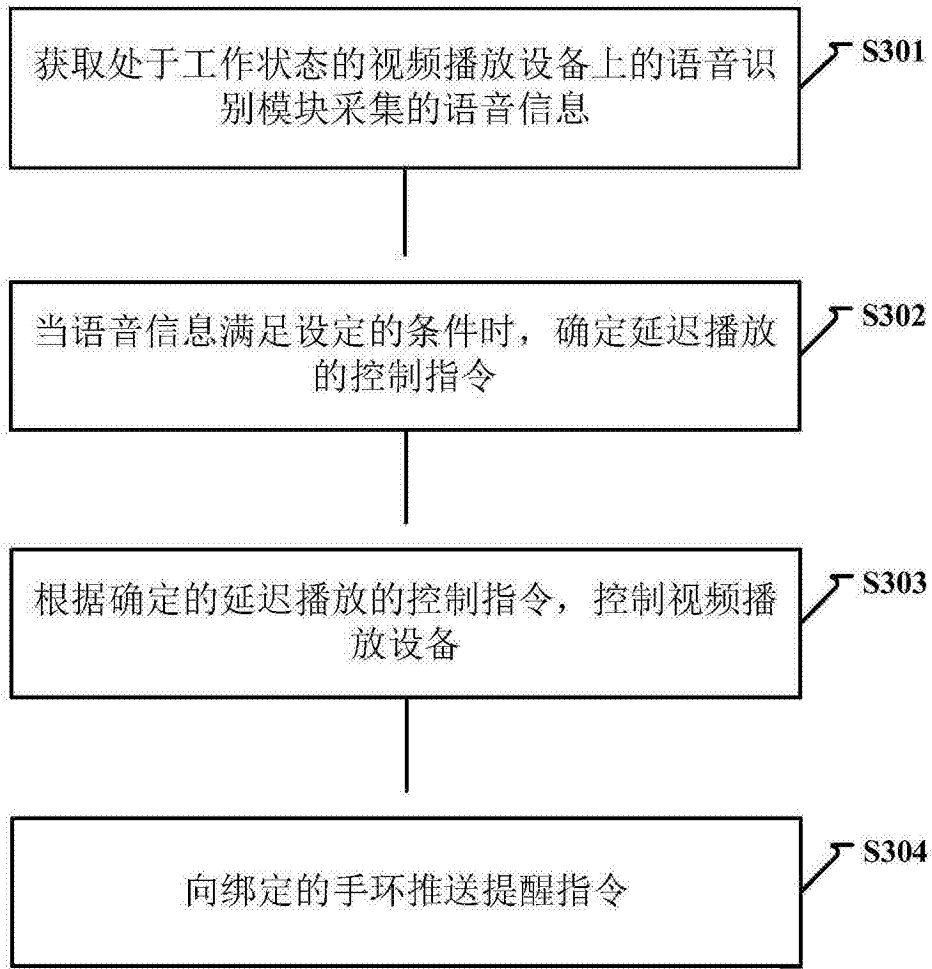 获取处于工作状态的视频播放设备上的语音识
别模块采集的语音信息
S301
当语音信息满足设定的条件时，确定延迟播放
的控制指令
S302
根据确定的延迟播放的控制指令，控制视频播
放设备
S303
向绑定的手环推送提醒指令
S304